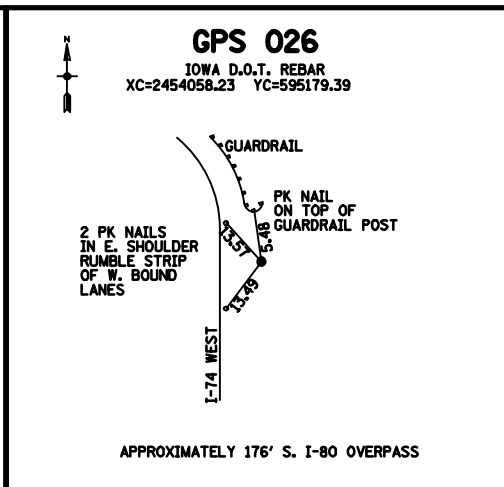 N
GPS 026
IOWA D.O.T. REBAR
XC=2454058.23 YC=595179.39
GUARDRAIL
PK NAIL
ON TOP OF
GUARDRAIL POST
2 PK NAILS
IN E. SHOULDER
RUMBLE STRIP
OF W. BOUND
LANES
13.57
5.48
13.49
I-74 WEST
APPROXIMATELY 176' S. I-80 OVERPASS